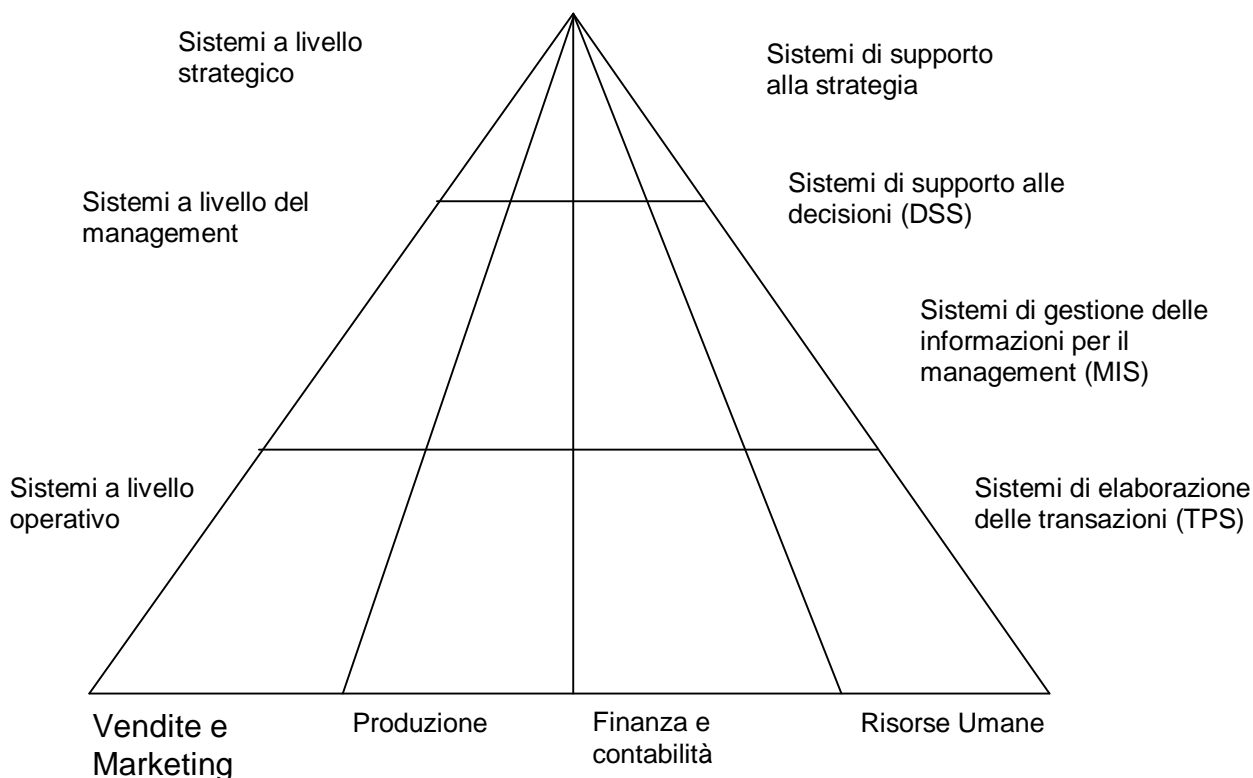 Sistemi a livello
strategico
Sistemi di supporto
alla strategia
Sistemi a livello del
management
Sistemi di supporto alle
decisioni (DSS)
Sistemi di gestione delle
informazioni per il
management (MIS)
Sistemi a livello
operativo
Sistemi di elaborazione
delle transazioni (TPS)
Vendite e
Marketing
Produzione
Finanza e
contabilità
Risorse Umane